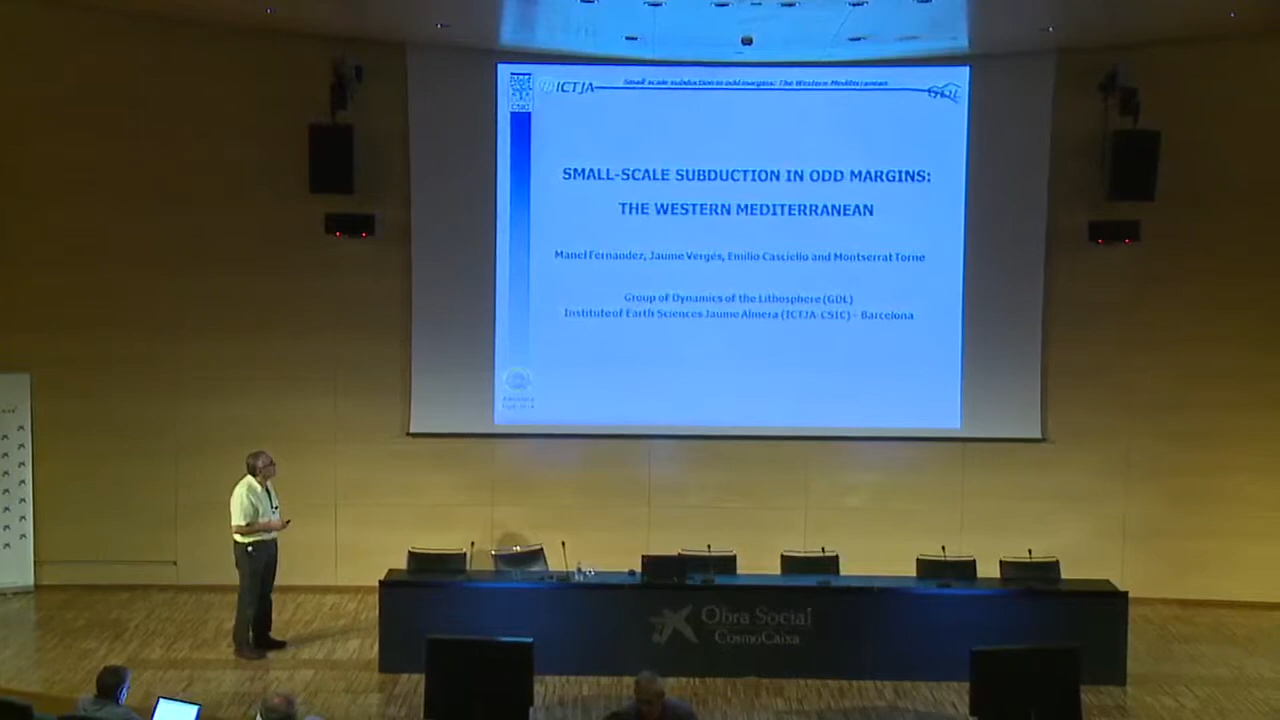 ICTJA
Small scale subduction in odd margins: The Western Mediterranean
GDL
CSIC
SMALL-SCALE SUBDUCTION IN ODD MARGINS:
THE WESTERN MEDITERRANEAN
Manel Fernandez, Jaume Vergés, Emilio Casciello and Montserrat Torne
Group of Dynamics of the Lithosphere (GDL)
Institute of Earth Sciences Jaume Almera (ICTJA-CSIC) - Barcelona
Obra Social
CosmoCaixa